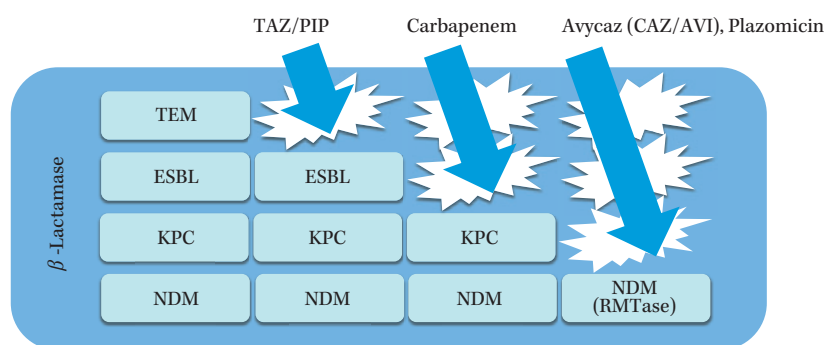 TAZ/PIP Carbapenem Avycaz (CAZ/AVI), Plazomicin
β-Lactamase
TEM
ESBL ESBL
KPC KPC KPC
NDM NDM NDM NDM
(RMTase)